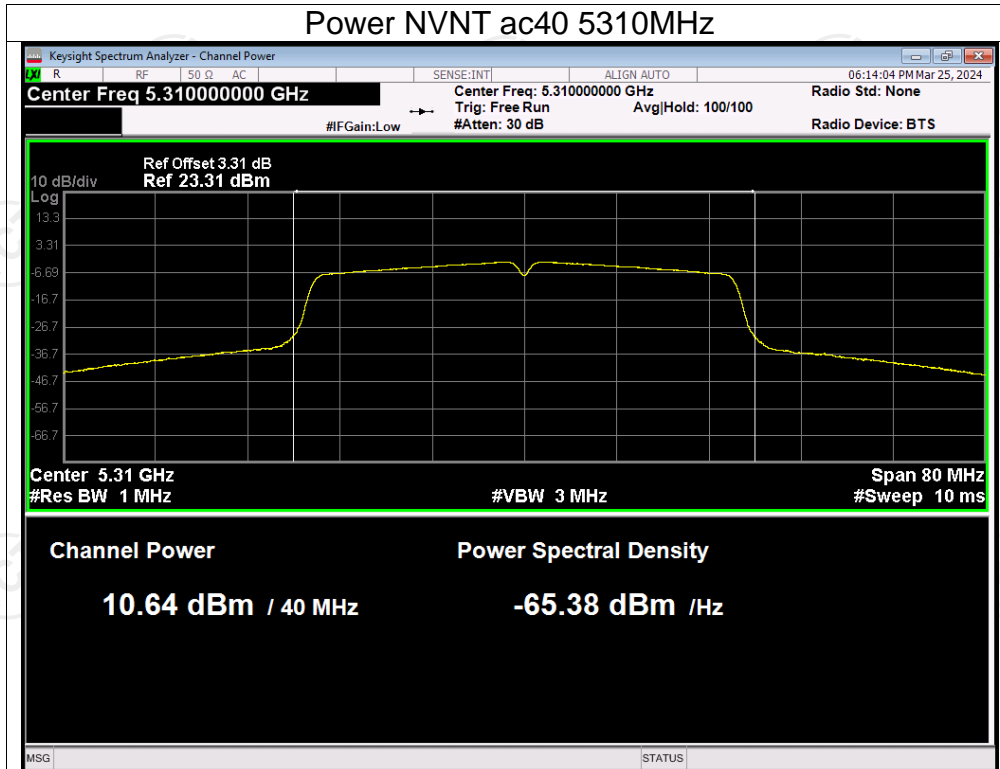 Power NVNT ac40 5310MHz
Keysight Spectrum Analyzer - Channel Power
LXI R RF 50 Ω AC SENSE:INT ALIGN AUTO 06:14:04 PM Mar 25, 2024
Center Freq 5.310000000 GHz Center Freq: 5.310000000 GHz Radio Std: None
Trig: Free Run Avg|Hold: 100/100
#IFGain:Low #Atten: 30 dB Radio Device: BTS
Ref Offset 3.31 dB
10 dB/div Ref 23.31 dBm
Log
13.3
3.31
-6.69
-16.7
-26.7
-36.7
-46.7
-56.7
-66.7
Center 5.31 GHz Span 80 MHz
#Res BW 1 MHz #VBW 3 MHz #Sweep 10 ms
Channel Power Power Spectral Density
10.64 dBm / 40 MHz -65.38 dBm /Hz
MSG STATUS